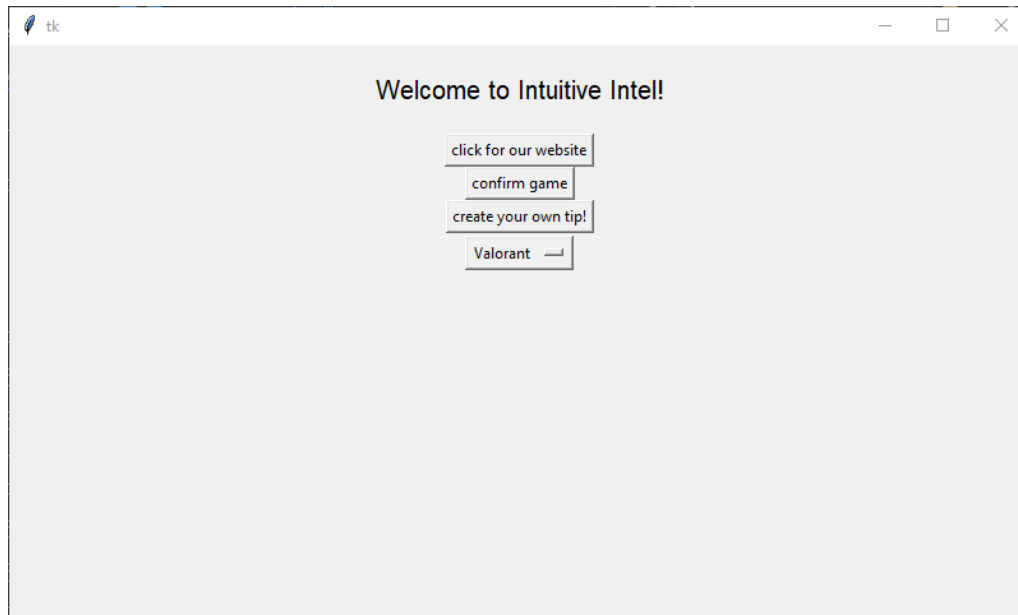 tk
Welcome to Intuitive Intel!
click for our website
confirm game
create your own tip!
Valorant